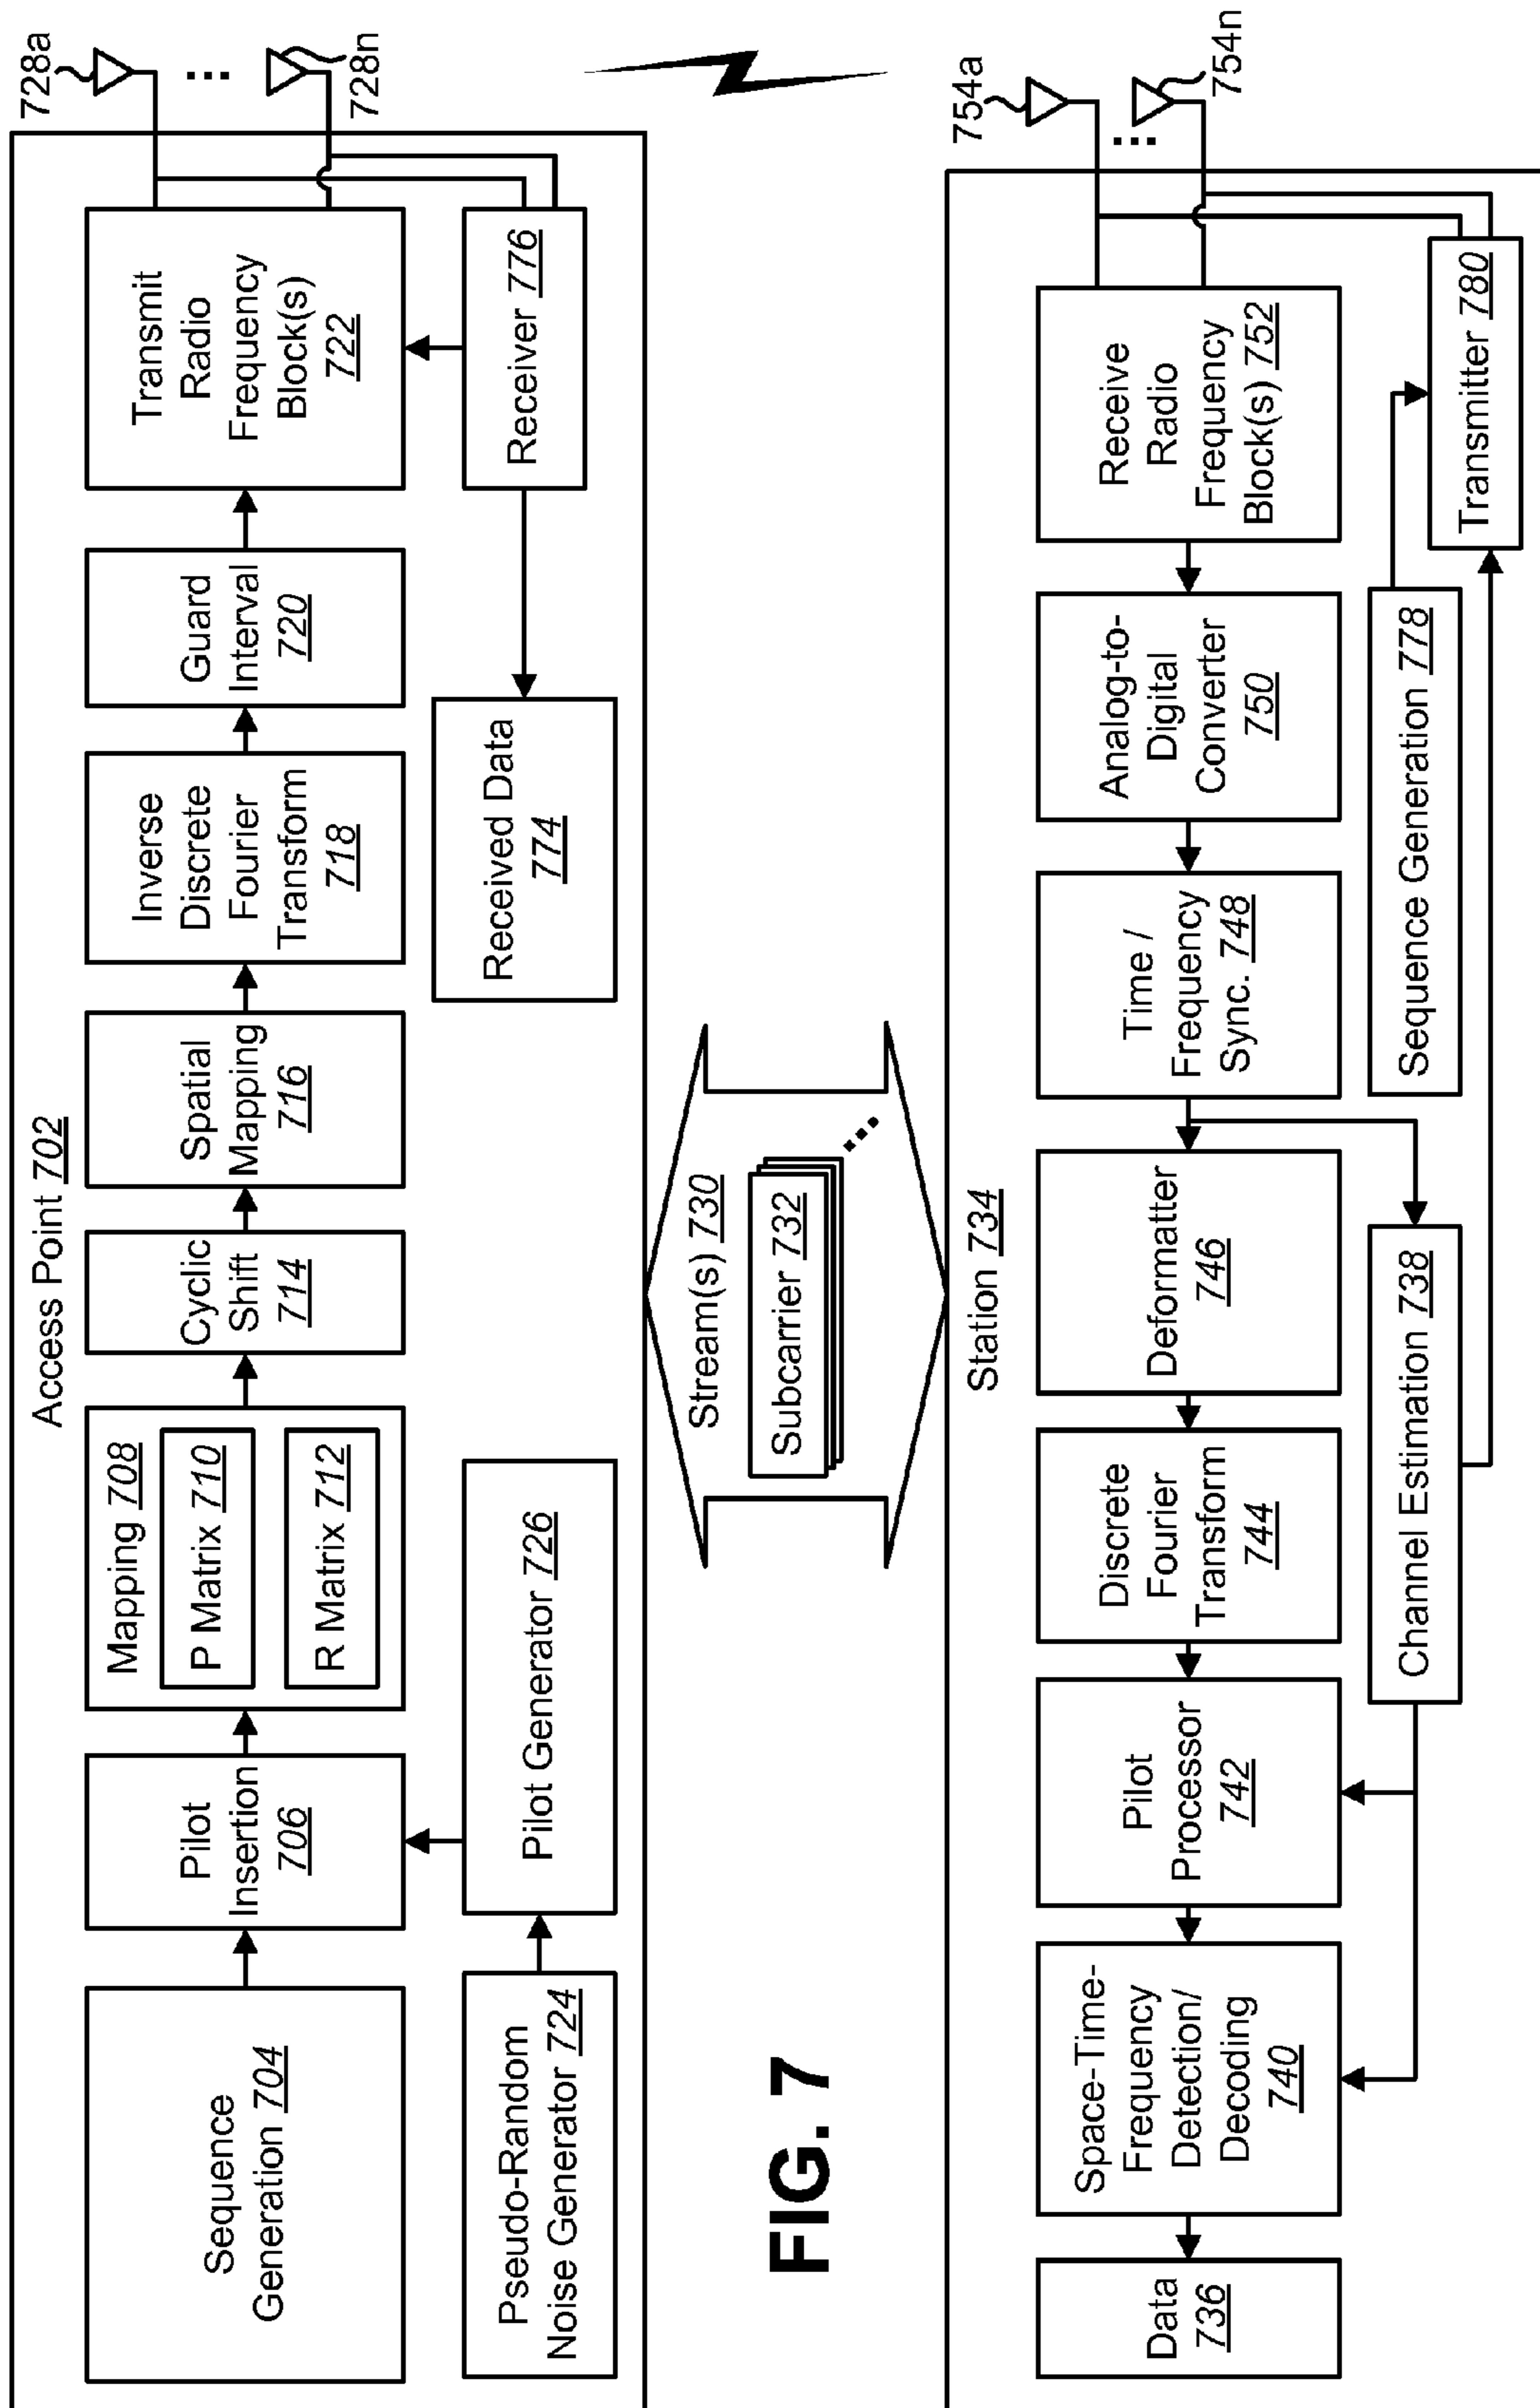 Access Point 702
Sequence
Generation 704
Pilot
Insertion
706
Mapping 708
P Matrix 710
R Matrix 712
Cyclic
Shift
714
Spatial
Mapping
716
Inverse
Discrete
Fourier
Transform
718
Guard
Interval
720
Transmit
Radio
Frequency
Block(s)
722
728a
...
728n
Pseudo-Random
Noise Generator 724
Pilot Generator 726
Received Data
774
Receiver 776
Stream(s) 730
Subcarrier 732
...
FIG. 7
Station 734
Data
736
Space-Time-
Frequency
Detection/
Decoding
740
Pilot
Processor
742
Discrete
Fourier
Transform
744
Deformatter
746
Time /
Frequency
Sync. 748
Analog-to-
Digital
Converter
750
Receive
Radio
Frequency
Block(s) 752
754a
...
754n
Channel Estimation 738
Sequence Generation 778
Transmitter 780